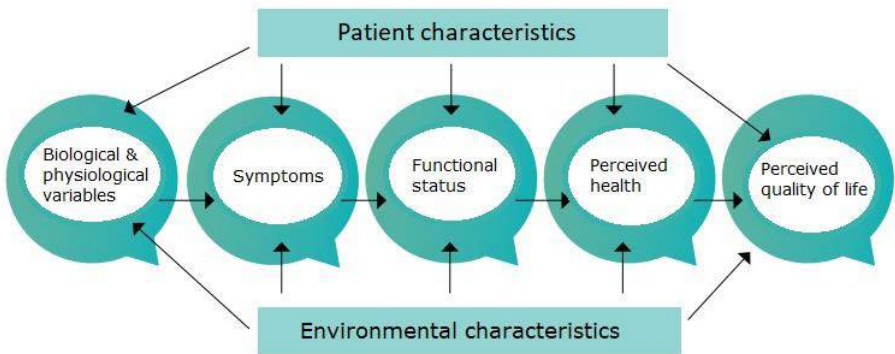 Patient characteristics
Biological &
physiological
variables
Symptoms
Functional
status
Perceived
health
Perceived
quality of life
Environmental characteristics